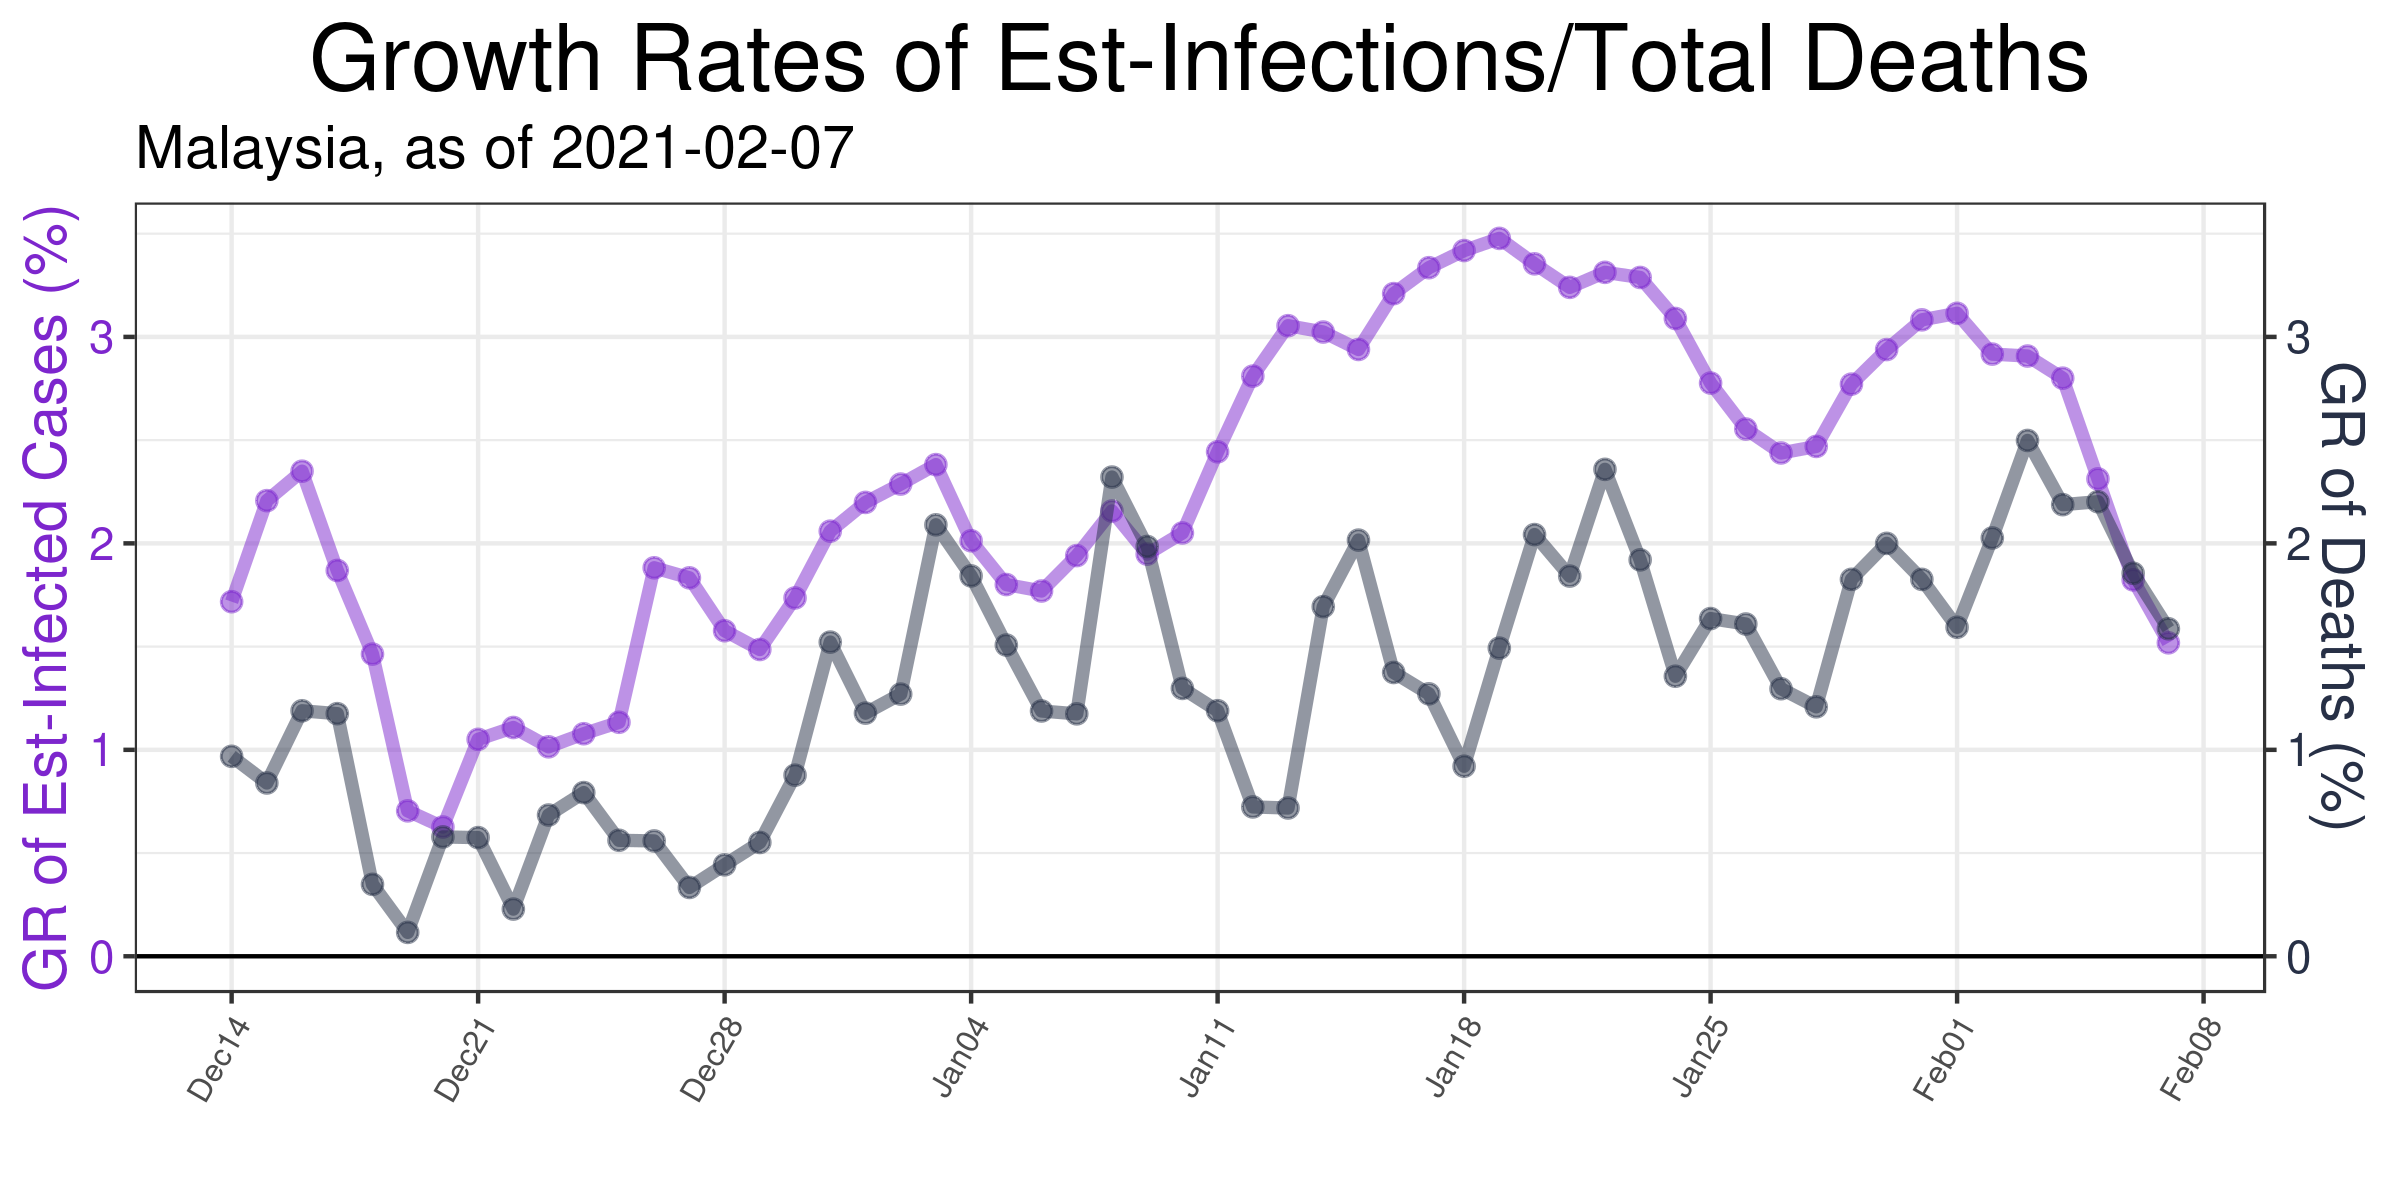 Growth Rates of Est-Infections/Total Deaths
Malaysia, as of 2021-02-07
GR of Est-Infected Cases (%)
3
2
1
0
3
2
1
0
GR of Deaths (%)
Dec14
Dec21
Dec28
Jan04
Jan11
Jan18
Jan25
Feb01
Feb08